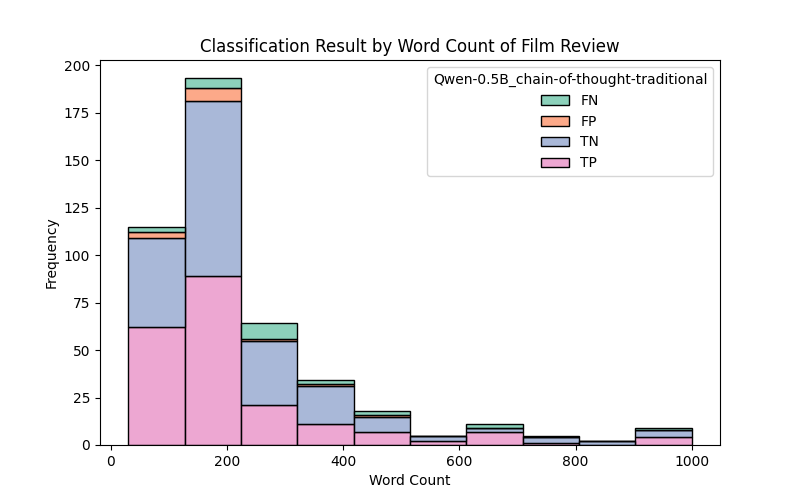 Classification Result by Word Count of Film Review
200
175
150
125
100
75
50
25
0
Frequency
Qwen-0.5B_chain-of-thought-traditional
FN
FP
TN
TP
0 200 400 600 800 1000
Word Count